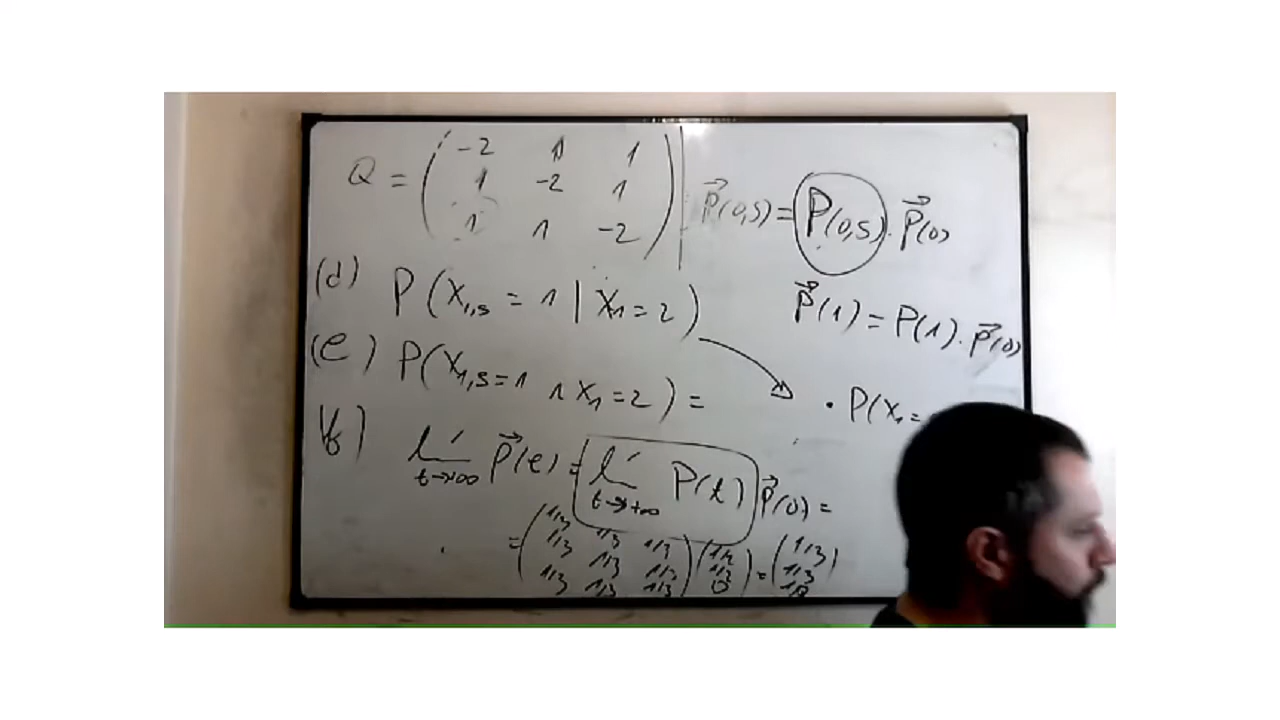 Q = ( -2 1 1
1 -2 1
1 1 -2 )
p⃗(0,5) = P(0,5) · p⃗(0)
p⃗(1) = P(1) · p⃗(0)
(d) P(X₁,₅ = 1 | X₁ = 2)
(e) P(X₁,₅ = 1 ∧ X₁ = 2) =
· P(X₁ =
lím t→+∞ p⃗(t) = lím t→+∞ P(t) p⃗(0) =
= ( 1/3 1/3 1/3
1/3 1/3 1/3
1/3 1/3 1/3 ) ( 1/2
1/2
0 ) = ( 1/3
1/3
1/3 )